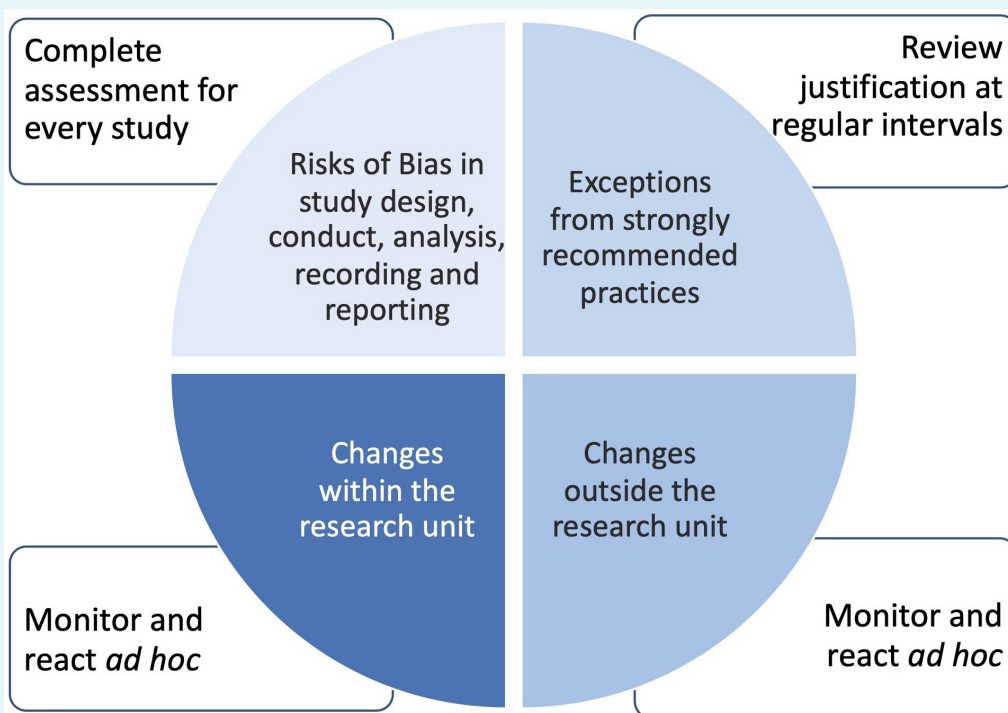 Complete
assessment for
every study
Review
justification at
regular intervals
Risks of Bias in
study design,
conduct, analysis,
recording and
reporting
Exceptions
from strongly
recommended
practices
Changes
within the
research unit
Changes
outside the
research unit
Monitor and
react ad hoc
Monitor and
react ad hoc